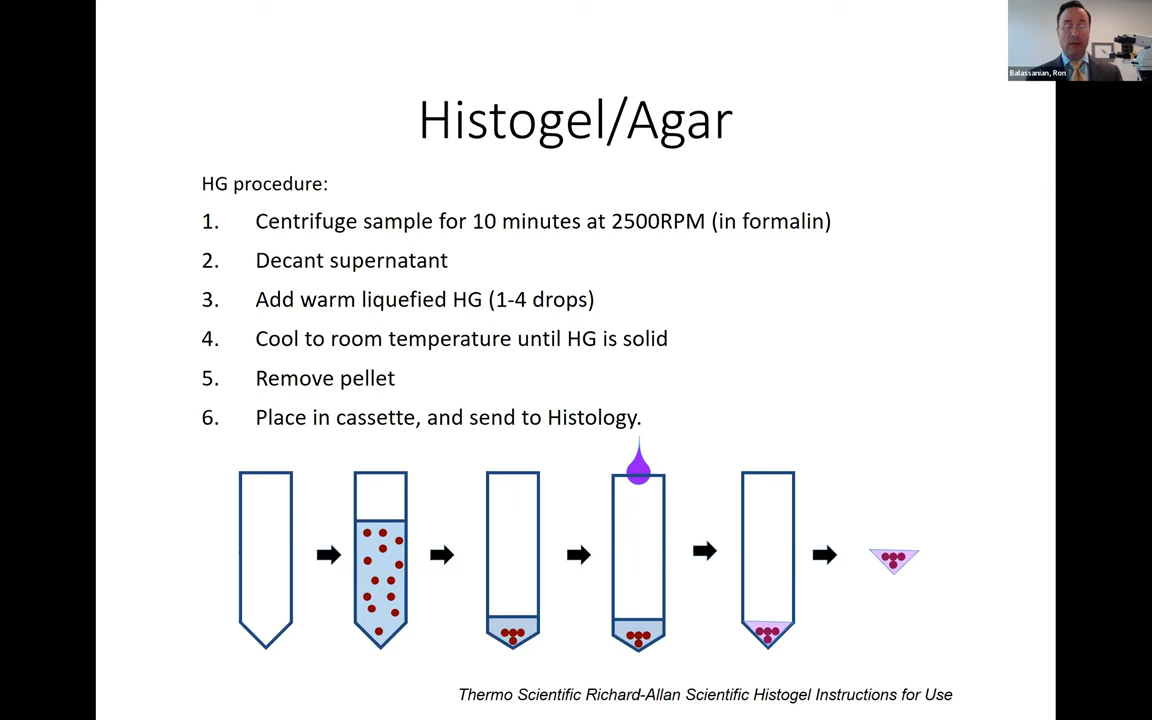 Balassanian, Ron
Histogel/Agar
HG procedure:
1. Centrifuge sample for 10 minutes at 2500RPM (in formalin)
2. Decant supernatant
3. Add warm liquefied HG (1-4 drops)
4. Cool to room temperature until HG is solid
5. Remove pellet
6. Place in cassette, and send to Histology.
Thermo Scientific Richard-Allan Scientific Histogel Instructions for Use